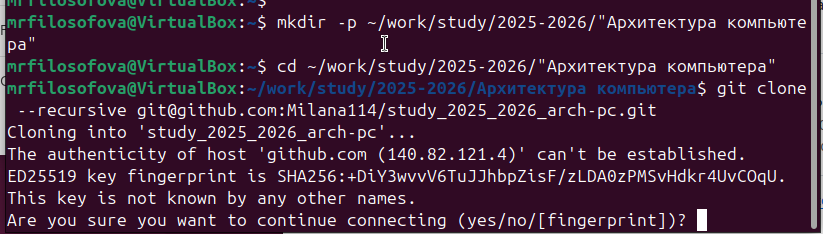 mrfilosofova@VirtualBox:~$
mrfilosofova@VirtualBox:~$ mkdir -p ~/work/study/2025-2026/"Архитектура компьюте
ра"
mrfilosofova@VirtualBox:~$ cd ~/work/study/2025-2026/"Архитектура компьютера"
mrfilosofova@VirtualBox:~/work/study/2025-2026/Архитектура компьютера$ git clone
 --recursive git@github.com:Milana114/study_2025_2026_arch-pc.git
Cloning into 'study_2025_2026_arch-pc'...
The authenticity of host 'github.com (140.82.121.4)' can't be established.
ED25519 key fingerprint is SHA256:+DiY3wvvV6TuJJhbpZisF/zLDA0zPMSvHdkr4UvCOqU.
This key is not known by any other names.
Are you sure you want to continue connecting (yes/no/[fingerprint])?